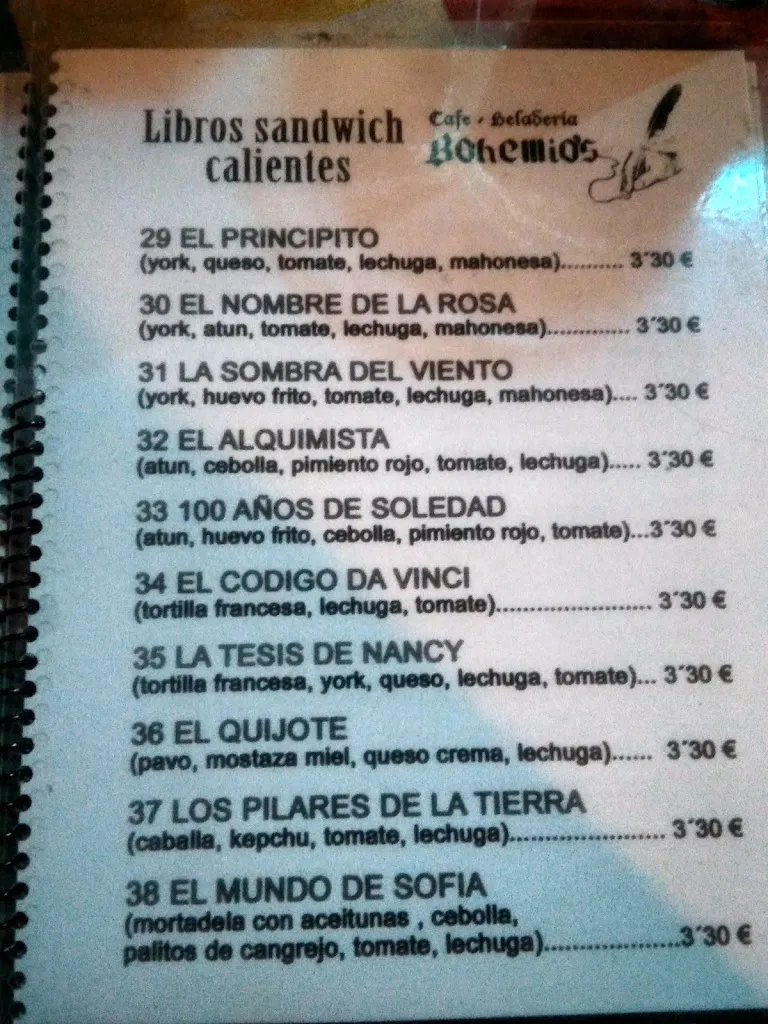 Libros sandwich
calientes
Cafe - Heladería
Bohemio's
29 EL PRINCIPITO
(york, queso, tomate, lechuga, mahonesa).......... 3´30 €
30 EL NOMBRE DE LA ROSA
(york, atun, tomate, lechuga, mahonesa)............. 3´30 €
31 LA SOMBRA DEL VIENTO
(york, huevo frito, tomate, lechuga, mahonesa).... 3´30 €
32 EL ALQUIMISTA
(atun, cebolla, pimiento rojo, tomate, lechuga)..... 3´30 €
33 100 AÑOS DE SOLEDAD
(atun, huevo frito, cebolla, pimiento rojo, tomate)...3´30 €
34 EL CODIGO DA VINCI
(tortilla francesa, lechuga, tomate)......................... 3´30 €
35 LA TESIS DE NANCY
(tortilla francesa, york, queso, lechuga, tomate)... 3´30 €
36 EL QUIJOTE
(pavo, mostaza miel, queso crema, lechuga)...... 3´30 €
37 LOS PILARES DE LA TIERRA
(caballa, kepchu, tomate, lechuga)......................... 3´30 €
38 EL MUNDO DE SOFIA
(mortadela con aceitunas , cebolla,
palitos de cangrejo, tomate, lechuga)......................3´30 €